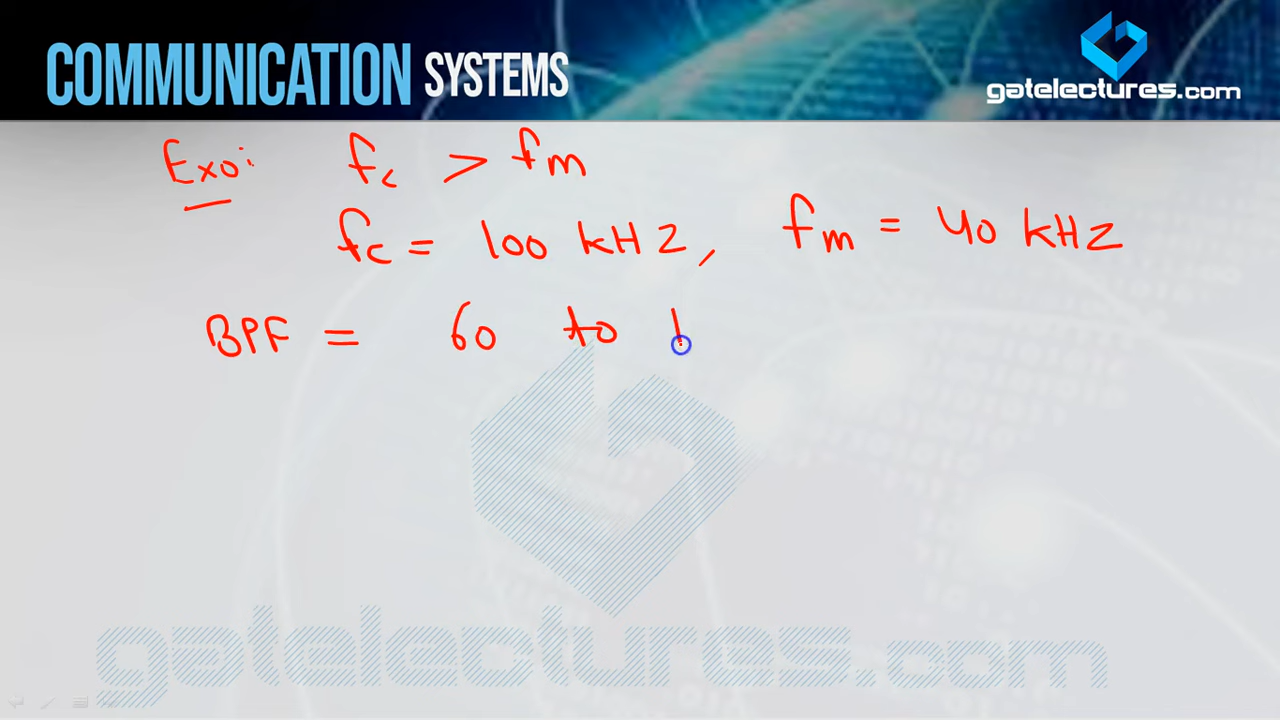 COMMUNICATION SYSTEMS
gatelectures.com
Exo:  fc > fm
fc = 100 kHZ,  fm = 40 kHZ
BPF = 60 to 1
gatelectures.com